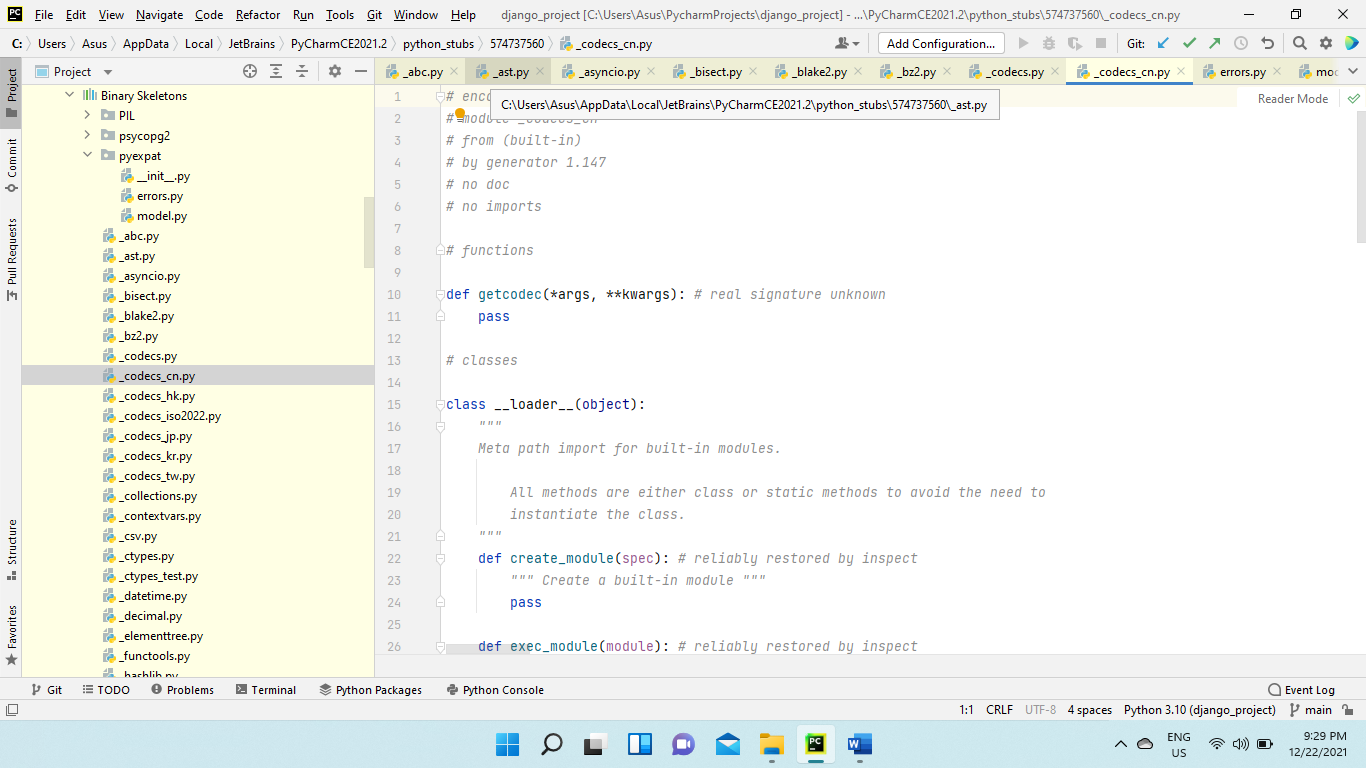 PC File Edit View Navigate Code Refactor Run Tools Git Window Help django_project [C:\Users\Asus\PycharmProjects\django_project] - ...\PyCharmCE2021.2\python_stubs\574737560\_codecs_cn.py
C: Users Asus AppData Local JetBrains PyCharmCE2021.2 python_stubs 574737560 _codecs_cn.py Add Configuration... Git:
Project _abc.py _ast.py _asyncio.py _bisect.py _blake2.py _bz2.py _codecs.py _codecs_cn.py errors.py
Project
Commit
Pull Requests
Structure
Favorites
Binary Skeletons
PIL
psycopg2
pyexpat
__init__.py
errors.py
model.py
_abc.py
_ast.py
_asyncio.py
_bisect.py
_blake2.py
_bz2.py
_codecs.py
_codecs_cn.py
_codecs_hk.py
_codecs_iso2022.py
_codecs_jp.py
_codecs_kr.py
_codecs_tw.py
_collections.py
_contextvars.py
_csv.py
_ctypes.py
_ctypes_test.py
_datetime.py
_decimal.py
_elementtree.py
_functools.py
_hashlib.py
C:\Users\Asus\AppData\Local\JetBrains\PyCharmCE2021.2\python_stubs\574737560\_ast.py
Reader Mode
1 #
2 # module _codecs_cn
3 # from (built-in)
4 # by generator 1.147
5 # no doc
6 # no imports
7
8 # functions
9
10 def getcodec(*args, **kwargs): # real signature unknown
11 pass
12
13 # classes
14
15 class __loader__(object):
16 """
17 Meta path import for built-in modules.
18
19 All methods are either class or static methods to avoid the need to
20 instantiate the class.
21 """
22 def create_module(spec): # reliably restored by inspect
23 """ Create a built-in module """
24 pass
25
26 def exec_module(module): # reliably restored by inspect
Git TODO Problems Terminal Python Packages Python Console Event Log
1:1 CRLF UTF-8 4 spaces Python 3.10 (django_project) main
PC W
ENG
US
9:29 PM
12/22/2021